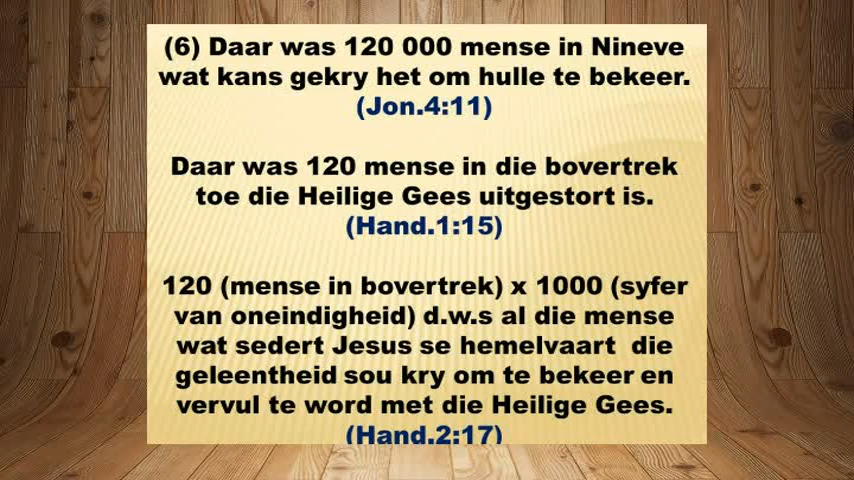 (6) Daar was 120 000 mense in Nineve
wat kans gekry het om hulle te bekeer.
(Jon.4:11)
Daar was 120 mense in die bovertrek
toe die Heilige Gees uitgestort is.
(Hand.1:15)
120 (mense in bovertrek) x 1000 (syfer
van oneindigheid) d.w.s al die mense
wat sedert Jesus se hemelvaart die
geleentheid sou kry om te bekeer en
vervul te word met die Heilige Gees.
(Hand.2:17)